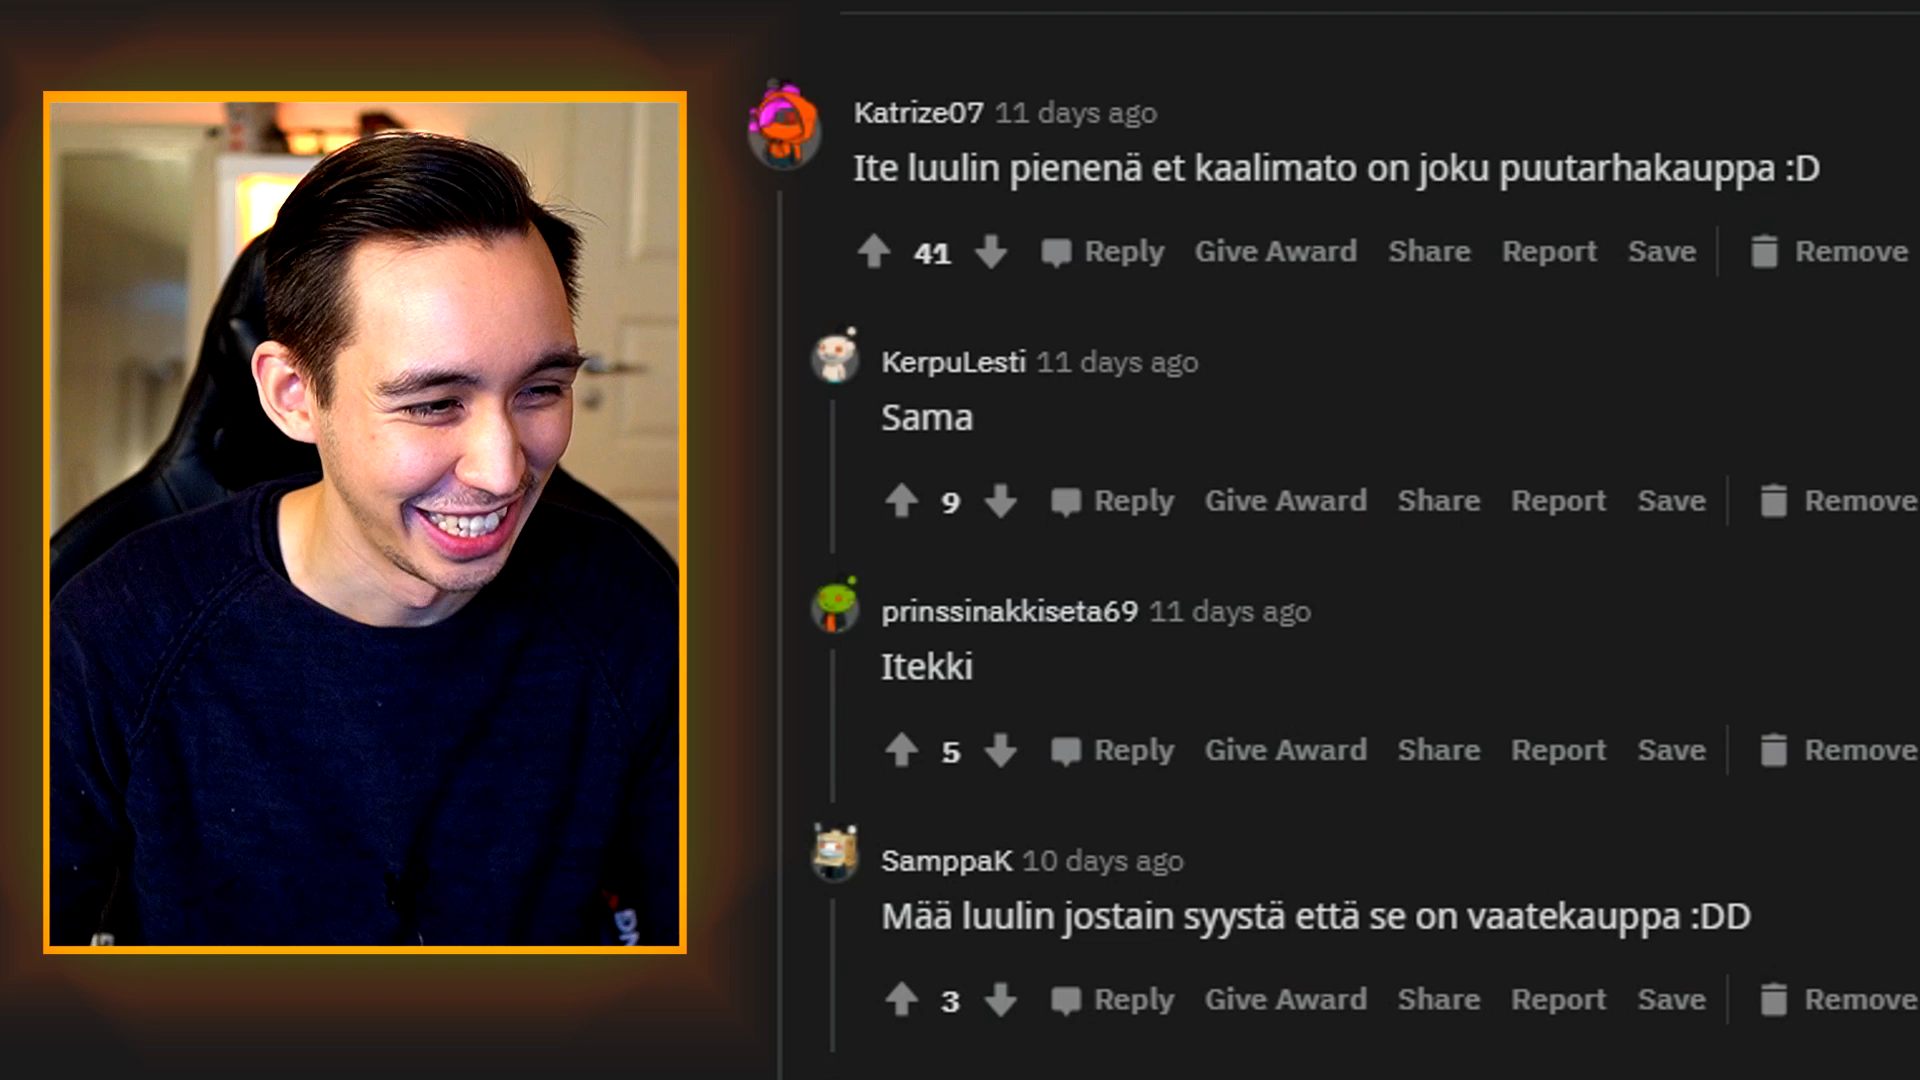 Katrize07 11 days ago
Ite luulin pienenä et kaalimato on joku puutarhakauppa :D
41 Reply Give Award Share Report Save Remove
KerpuLesti 11 days ago
Sama
9 Reply Give Award Share Report Save Remove
prinssinakkiseta69 11 days ago
Itekki
5 Reply Give Award Share Report Save Remove
SamppaK 10 days ago
Mää luulin jostain syystä että se on vaatekauppa :DD
3 Reply Give Award Share Report Save Remove